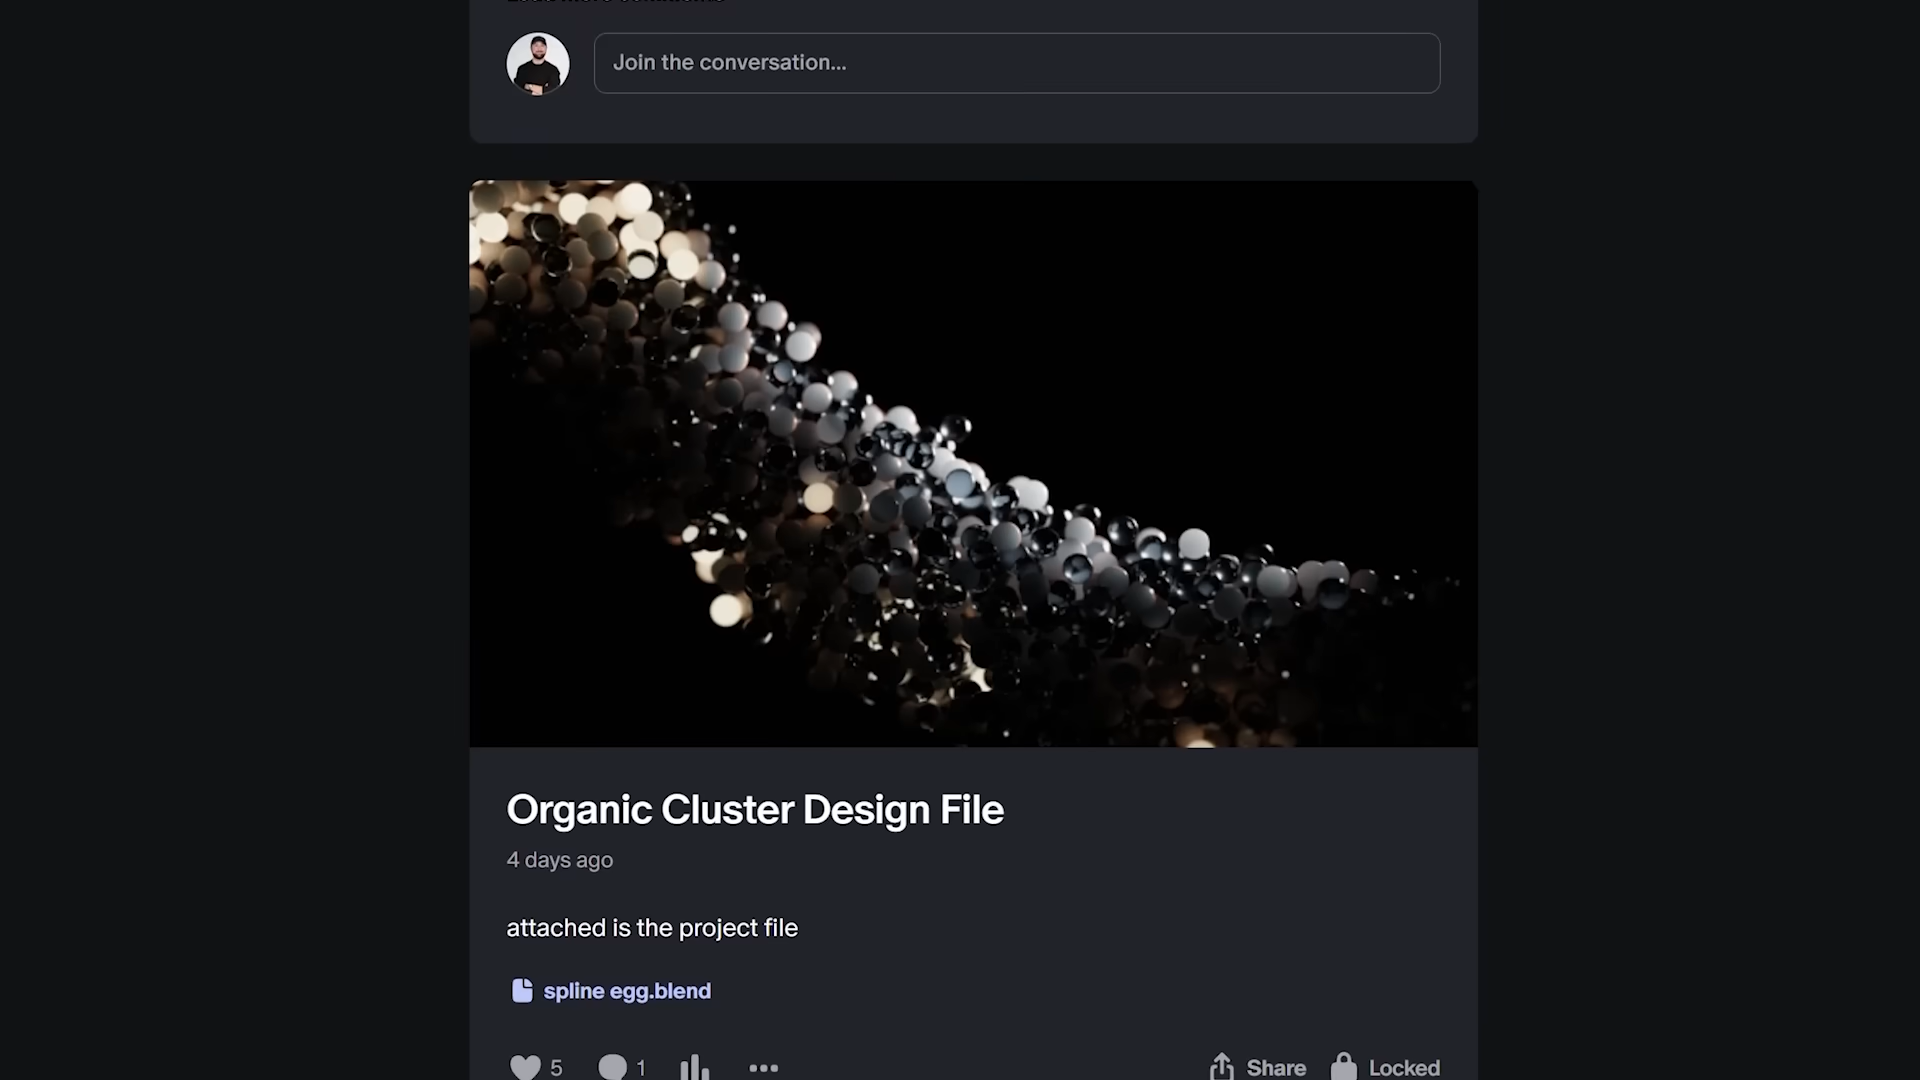 Join the conversation...
Organic Cluster Design File
4 days ago
attached is the project file
spline egg.blend
5
1
Share
Locked